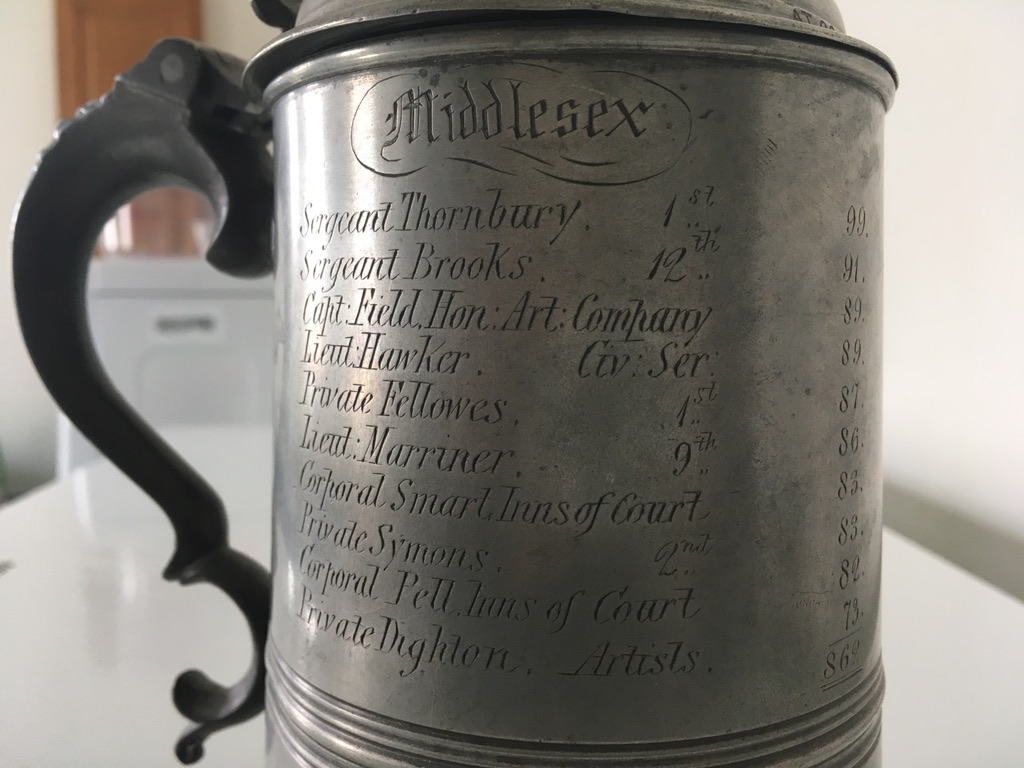 Middlesex
Sergeant Thornbury. 1st 99.
Sergeant Brooks. 12th 91.
Capt: Field, Hon: Art: Company 89.
Lieut: Hawker. Civ: Ser: 89.
Private Fellowes. 1st 87.
Lieut: Marriner. 9th 86.
Corporal Smart, Inns of Court 83.
Private Symons. 2nd 83.
Corporal Pell, Inns of Court 82.
Private Dighton, Artists. 73.
862